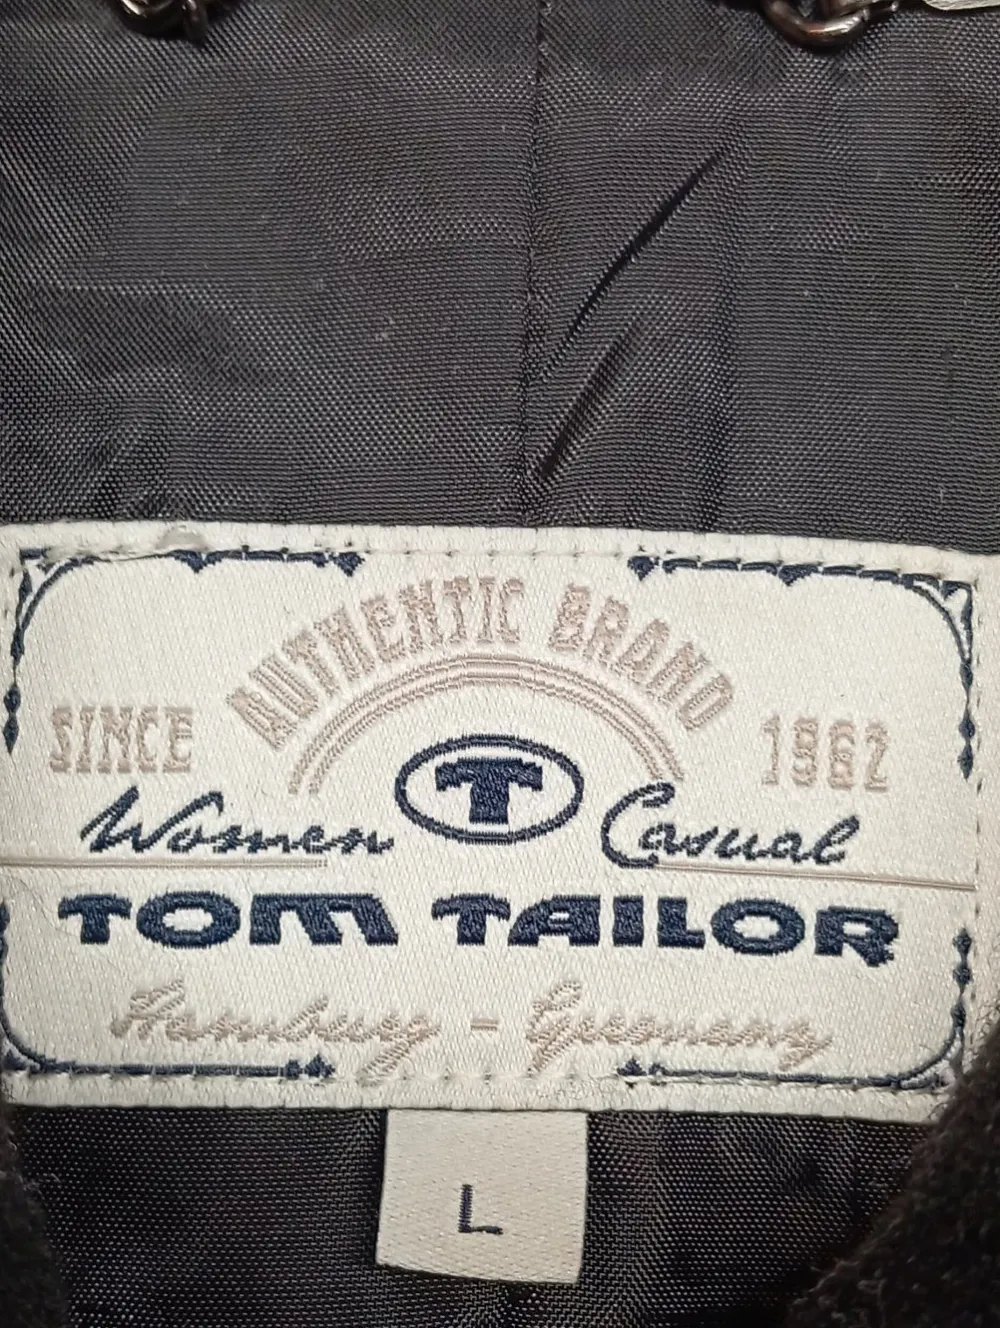 AUTHENTIC BRAND
SINCE 1962
T
Women Casual
TOM TAILOR
Hamburg - Germany
L